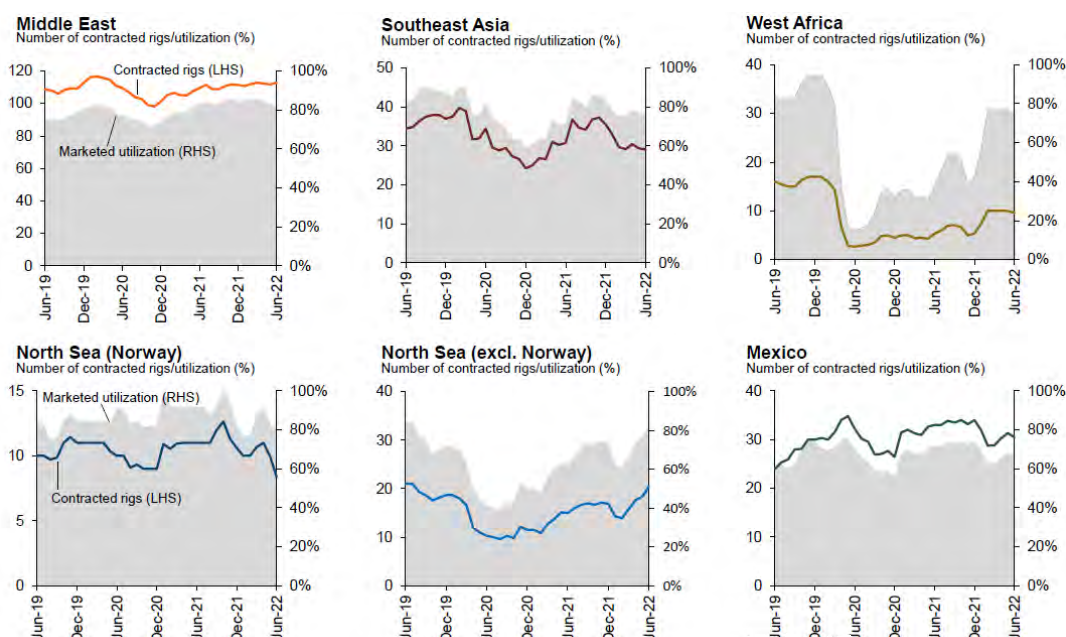 Middle East
Number of contracted rigs/utilization (%)
120
100
80
60
40
20
0
100%
80%
60%
40%
20%
0%
Contracted rigs (LHS)
Marketed utilization (RHS)
Jun-19
Dec-19
Jun-20
Dec-20
Jun-21
Dec-21
Jun-22
Southeast Asia
Number of contracted rigs/utilization (%)
50
40
30
20
10
0
100%
80%
60%
40%
20%
0%
Jun-19
Dec-19
Jun-20
Dec-20
Jun-21
Dec-21
Jun-22
West Africa
Number of contracted rigs/utilization (%)
40
30
20
10
0
100%
80%
60%
40%
20%
0%
Jun-19
Dec-19
Jun-20
Dec-20
Jun-21
Dec-21
Jun-22
North Sea (Norway)
Number of contracted rigs/utilization (%)
15
10
5
0
100%
80%
60%
40%
20%
0%
Marketed utilization (RHS)
Contracted rigs (LHS)
Jun-19
Dec-19
Jun-20
Dec-20
Jun-21
Dec-21
Jun-22
North Sea (excl. Norway)
Number of contracted rigs/utilization (%)
40
30
20
10
0
100%
80%
60%
40%
20%
0%
Jun-19
Dec-19
Jun-20
Dec-20
Jun-21
Dec-21
Jun-22
Mexico
Number of contracted rigs/utilization (%)
40
30
20
10
0
100%
80%
60%
40%
20%
0%
Jun-19
Dec-19
Jun-20
Dec-20
Jun-21
Dec-21
Jun-22